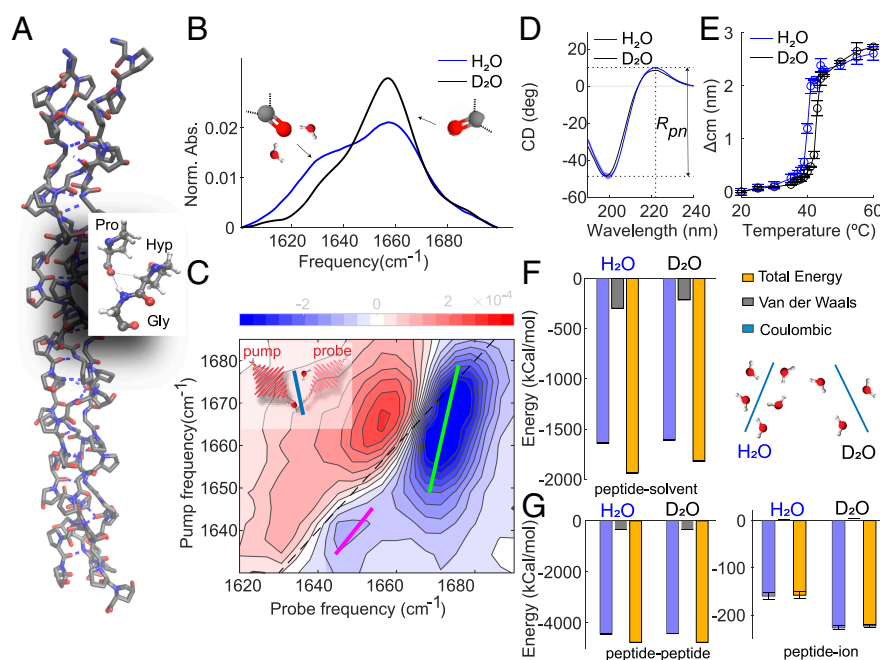 A
Pro
Hyp
Gly
B
H₂O
D₂O
Norm. Abs.
0.02
0.01
0
1620
1640
1660
1680
Frequency(cm⁻¹)
C
-2
0
2
×10⁻⁴
Pump frequency(cm⁻¹)
1680
1670
1660
1650
1640
pump
probe
1620
1640
1660
1680
Probe frequency (cm⁻¹)
D
H₂O
D₂O
CD (deg)
20
0
-20
-40
-60
Rpn
200
220
240
Wavelength (nm)
E
H₂O
D₂O
Δcm (nm)
3
2
1
0
20
40
60
Temperature (ºC)
F
H₂O
D₂O
Energy (kCal/mol)
0
-500
-1000
-1500
-2000
peptide-solvent
Total Energy
Van der Waals
Coulombic
H₂O
D₂O
G
H₂O
D₂O
Energy (kCal/mol)
0
-2000
-4000
peptide-peptide
H₂O
D₂O
0
-100
-200
peptide-ion